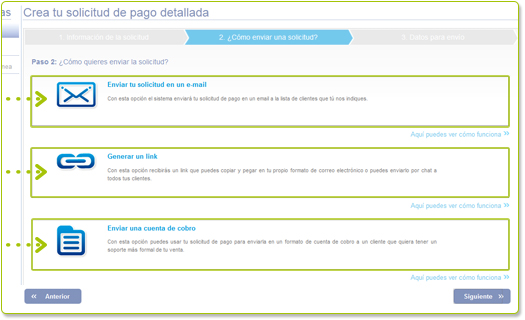 as
Crea tu solicitud de pago detallada
1. Información de la solicitud
2. ¿Cómo enviar una solicitud?
3. Datos para envío
Paso 2: ¿Cómo quieres enviar la solicitud?
Enviar tu solicitud en un e-mail
Con esta opción el sistema enviará tu solicitud de pago en un email a la lista de clientes que tú nos indiques.
Aquí puedes ver cómo funciona »
Generar un link
Con esta opción recibirás un link que puedes copiar y pegar en tu propio formato de correo electrónico o puedes enviarlo por chat a
todos tus clientes.
Aquí puedes ver cómo funciona »
Enviar una cuenta de cobro
Con esta opción puedes usar tu solicitud de pago para enviarla en un formato de cuenta de cobro a un cliente que quiera tener un
soporte más formal de tu venta.
Aquí puedes ver cómo funciona »
« Anterior
Siguiente »